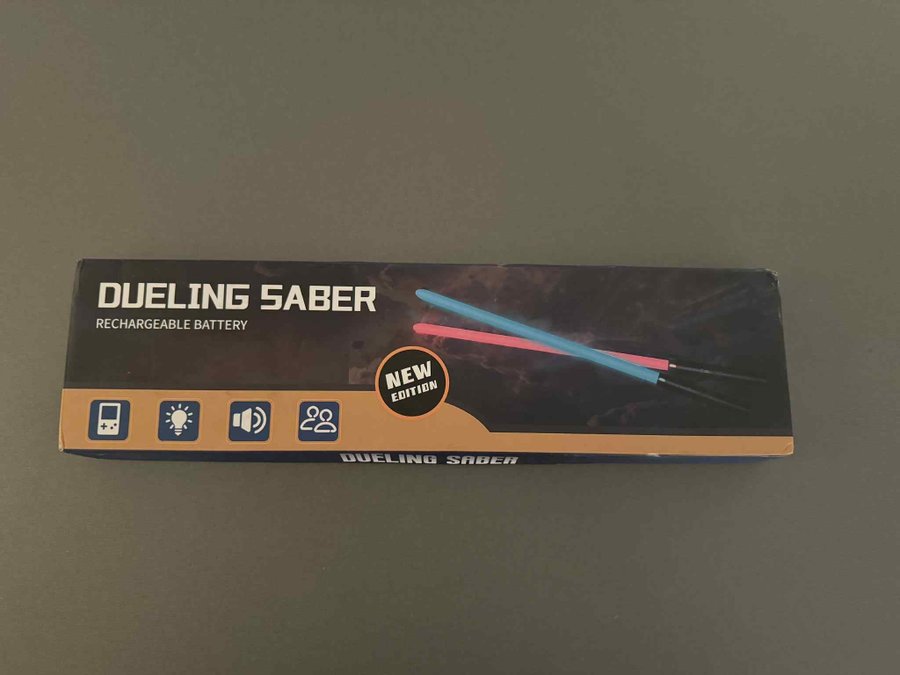 DUELING SABER
RECHARGEABLE BATTERY
NEW
EDITION
DUELING SABER